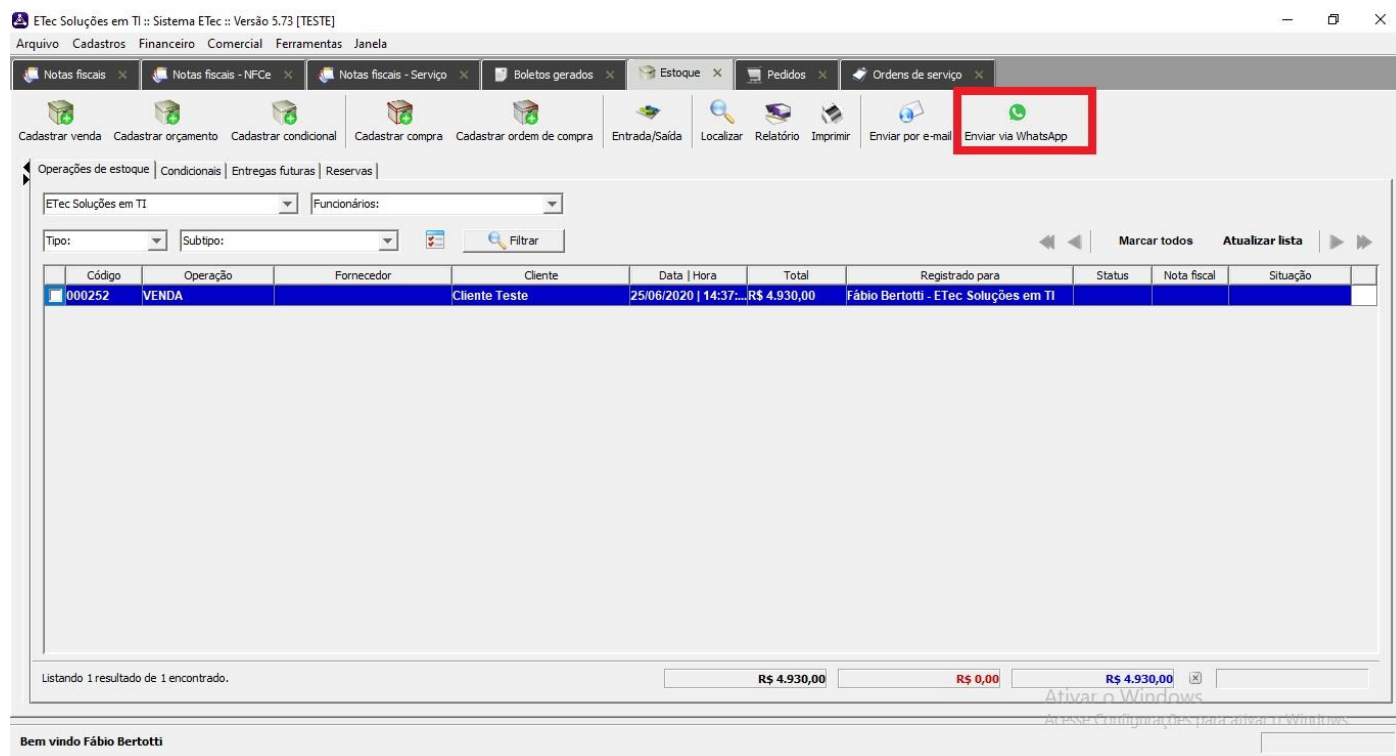 ETec Soluções em TI :: Sistema ETec :: Versão 5.73 [TESTE]
Arquivo Cadastros Financeiro Comercial Ferramentas Janela
Notas fiscais Notas fiscais - NFCe Notas fiscais - Serviço Boletos gerados Estoque Pedidos Ordens de serviço
Cadastrar venda Cadastrar orçamento Cadastrar condicional Cadastrar compra Cadastrar ordem de compra Entrada/Saída Localizar Relatório Imprimir Enviar por e-mail Enviar via WhatsApp
Operações de estoque Condicionais Entregas futuras Reservas
ETec Soluções em TI Funcionários:
Tipo: Subtipo: Filtrar Marcar todos Atualizar lista
Código Operação Fornecedor Cliente Data | Hora Total Registrado para Status Nota fiscal Situação
000252 VENDA Cliente Teste 25/06/2020 | 14:37:... R$ 4.930,00 Fábio Bertotti - ETec Soluções em TI
Listando 1 resultado de 1 encontrado. R$ 4.930,00 R$ 0,00 R$ 4.930,00
Ativar o Windows
Acesse Configurações para ativar o Windows.
Bem vindo Fábio Bertotti